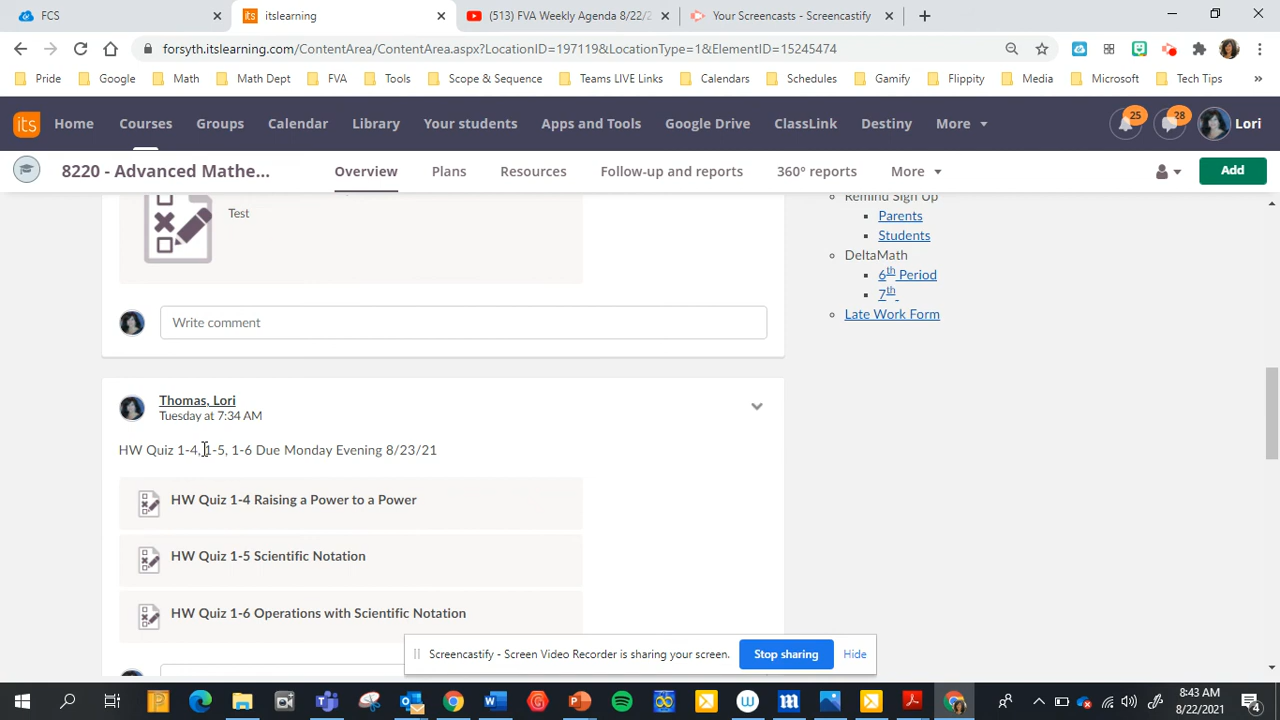 FCS
itslearning
(513) FVA Weekly Agenda 8/22/2
Your Screencasts - Screencastify
forsyth.itslearning.com/ContentArea/ContentArea.aspx?LocationID=197119&LocationType=1&ElementID=15245474
Pride
Google
Math
Math Dept
FVA
Tools
Scope & Sequence
Teams LIVE Links
Calendars
Schedules
Gamify
Flippity
Media
Microsoft
Tech Tips
its
Home
Courses
Groups
Calendar
Library
Your students
Apps and Tools
Google Drive
ClassLink
Destiny
More
25
28
Lori
8220 - Advanced Mathe...
Overview
Plans
Resources
Follow-up and reports
360° reports
More
Add
Test
Remind Sign Up
Parents
Students
DeltaMath
6th Period
7th
Late Work Form
Write comment
Thomas, Lori
Tuesday at 7:34 AM
HW Quiz 1-4, 1-5, 1-6 Due Monday Evening 8/23/21
HW Quiz 1-4 Raising a Power to a Power
HW Quiz 1-5 Scientific Notation
HW Quiz 1-6 Operations with Scientific Notation
Screencastify - Screen Video Recorder is sharing your screen.
Stop sharing
Hide
8:43 AM
8/22/2021
4